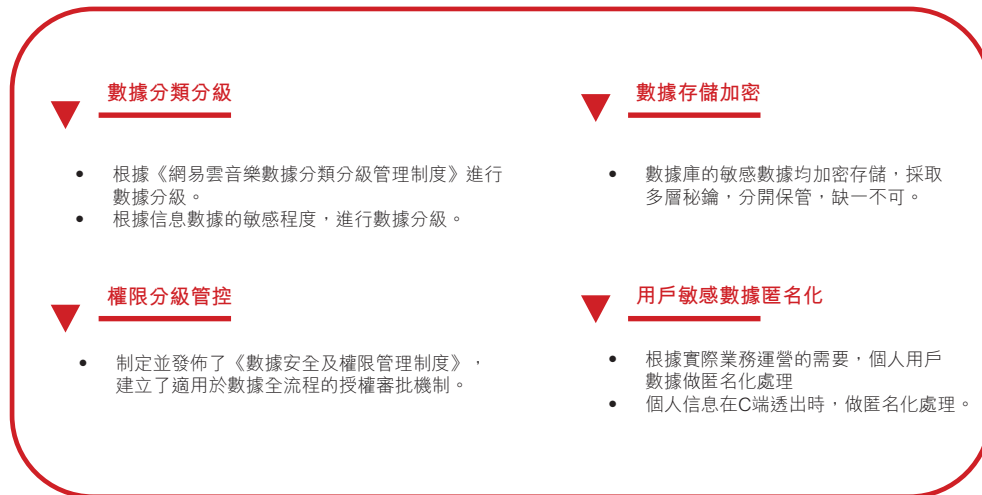 數據分類分級
• 根據《網易雲音樂數據分類分級管理制度》進行
數據分級。
• 根據信息數據的敏感程度，進行數據分級。
數據存儲加密
• 數據庫的敏感數據均加密存儲，採取
多層秘鑰，分開保管，缺一不可。
權限分級管控
• 制定並發佈了《數據安全及權限管理制度》，
建立了適用於數據全流程的授權審批機制。
用戶敏感數據匿名化
• 根據實際業務運營的需要，個人用戶
數據做匿名化處理
• 個人信息在C端透出時，做匿名化處理。